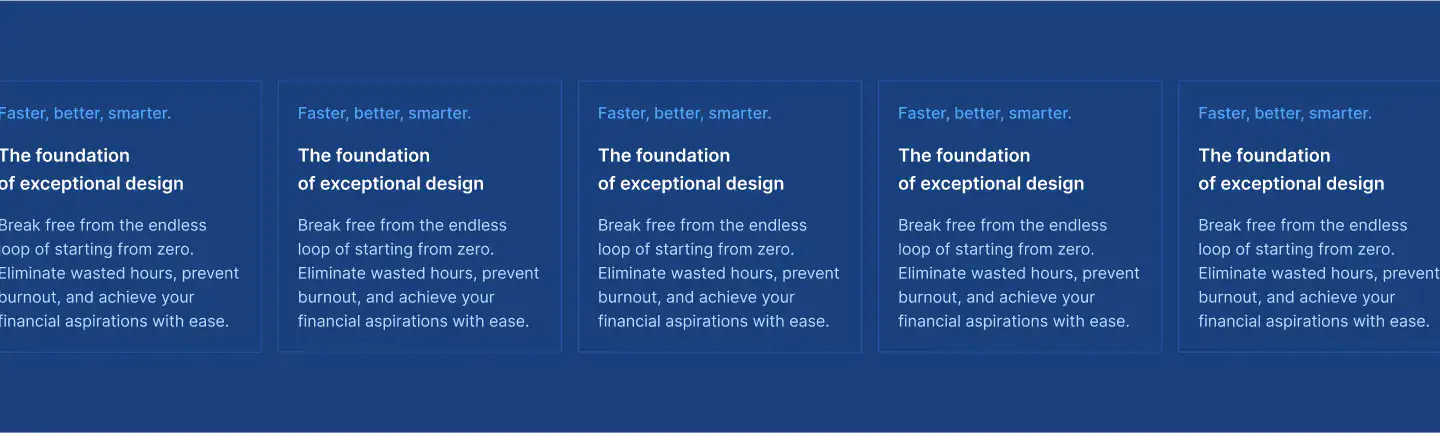 Faster, better, smarter.
The foundation
of exceptional design
Break free from the endless
loop of starting from zero.
Eliminate wasted hours, prevent
burnout, and achieve your
financial aspirations with ease.
Faster, better, smarter.
The foundation
of exceptional design
Break free from the endless
loop of starting from zero.
Eliminate wasted hours, prevent
burnout, and achieve your
financial aspirations with ease.
Faster, better, smarter.
The foundation
of exceptional design
Break free from the endless
loop of starting from zero.
Eliminate wasted hours, prevent
burnout, and achieve your
financial aspirations with ease.
Faster, better, smarter.
The foundation
of exceptional design
Break free from the endless
loop of starting from zero.
Eliminate wasted hours, prevent
burnout, and achieve your
financial aspirations with ease.
Faster, better, smarter.
The foundation
of exceptional design
Break free from the endless
loop of starting from zero.
Eliminate wasted hours, prevent
burnout, and achieve your
financial aspirations with ease.